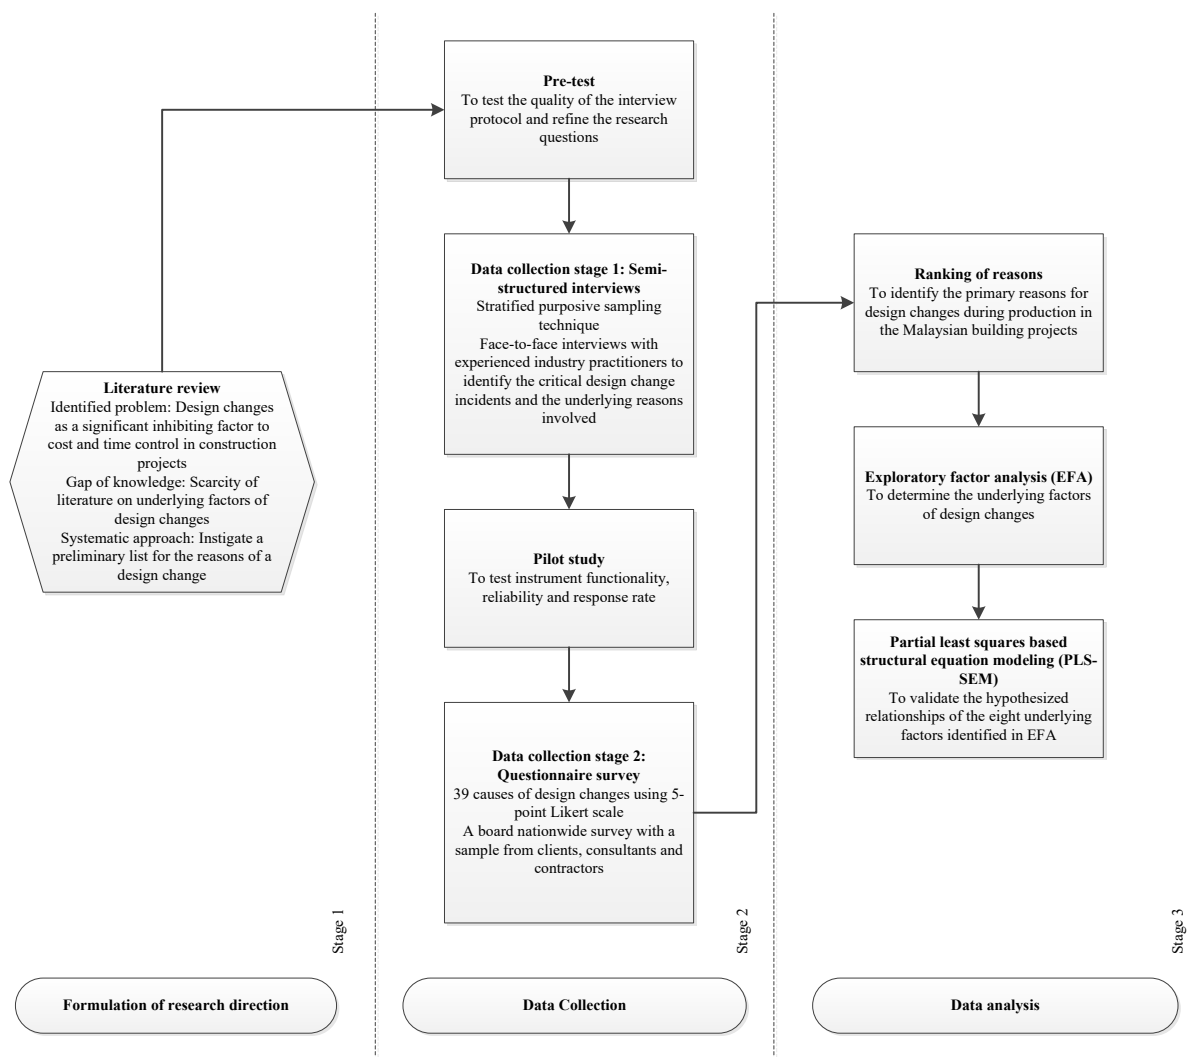 Literature review
Identified problem: Design changes
as a significant inhibiting factor to
cost and time control in construction
projects
Gap of knowledge: Scarcity of
literature on underlying factors of
design changes
Systematic approach: Instigate a
preliminary list for the reasons of a
design change
Stage 1
Formulation of research direction
Pre-test
To test the quality of the interview
protocol and refine the research
questions
Data collection stage 1: Semi-
structured interviews
Stratified purposive sampling
technique
Face-to-face interviews with
experienced industry practitioners to
identify the critical design change
incidents and the underlying reasons
involved
Pilot study
To test instrument functionality,
reliability and response rate
Data collection stage 2:
Questionnaire survey
39 causes of design changes using 5-
point Likert scale
A board nationwide survey with a
sample from clients, consultants and
contractors
Stage 2
Data Collection
Ranking of reasons
To identify the primary reasons for
design changes during production in
the Malaysian building projects
Exploratory factor analysis (EFA)
To determine the underlying factors
of design changes
Partial least squares based
structural equation modeling (PLS-
SEM)
To validate the hypothesized
relationships of the eight underlying
factors identified in EFA
Stage 3
Data analysis